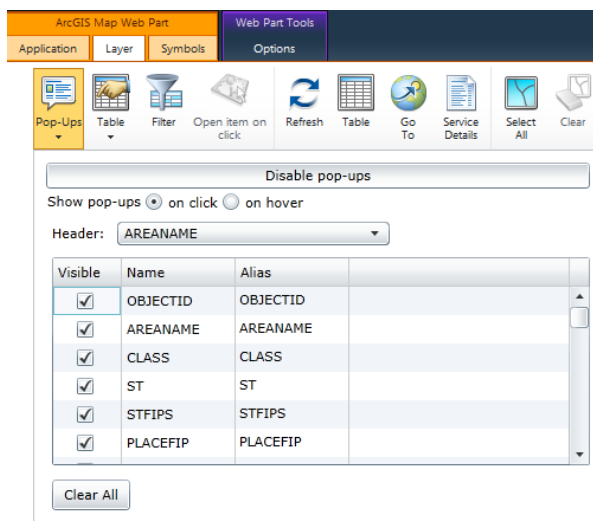 ArcGIS Map Web Part Web Part Tools
Application Layer Symbols Options
Pop-Ups Table Filter Open item on click Refresh Table Go To Service Details Select All Clear
Disable pop-ups
Show pop-ups on click on hover
Header: AREANAME
Visible Name Alias
OBJECTID OBJECTID
AREANAME AREANAME
CLASS CLASS
ST ST
STFIPS STFIPS
PLACEFIP PLACEFIP
Clear All